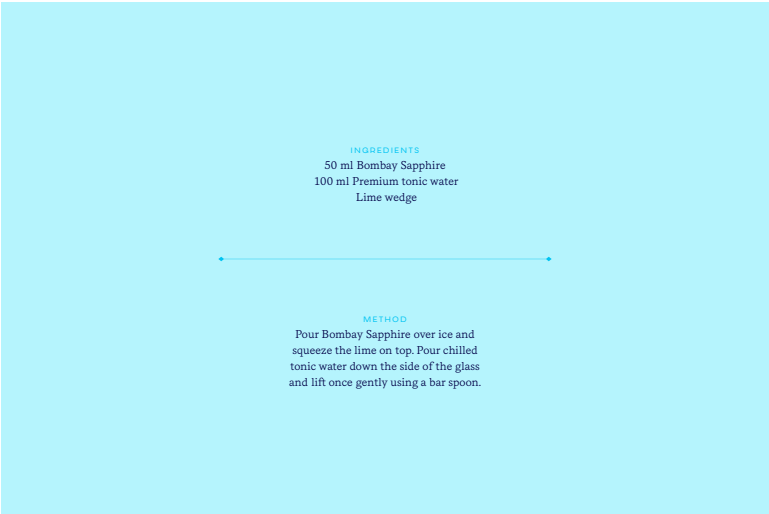 INGREDIENTS
50 ml Bombay Sapphire
100 ml Premium tonic water
Lime wedge
METHOD
Pour Bombay Sapphire over ice and
squeeze the lime on top. Pour chilled
tonic water down the side of the glass
and lift once gently using a bar spoon.